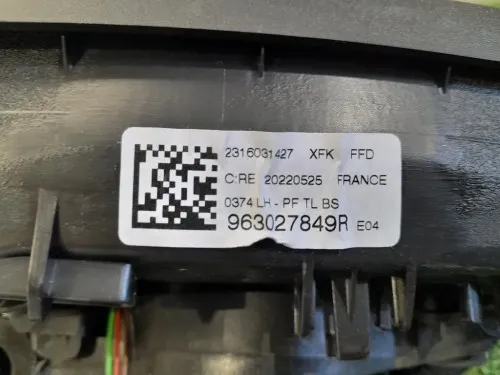 2316031427 XFK FFD
C:RE 20220525 FRANCE
0374 LH - PF TL BS
963027849R E04